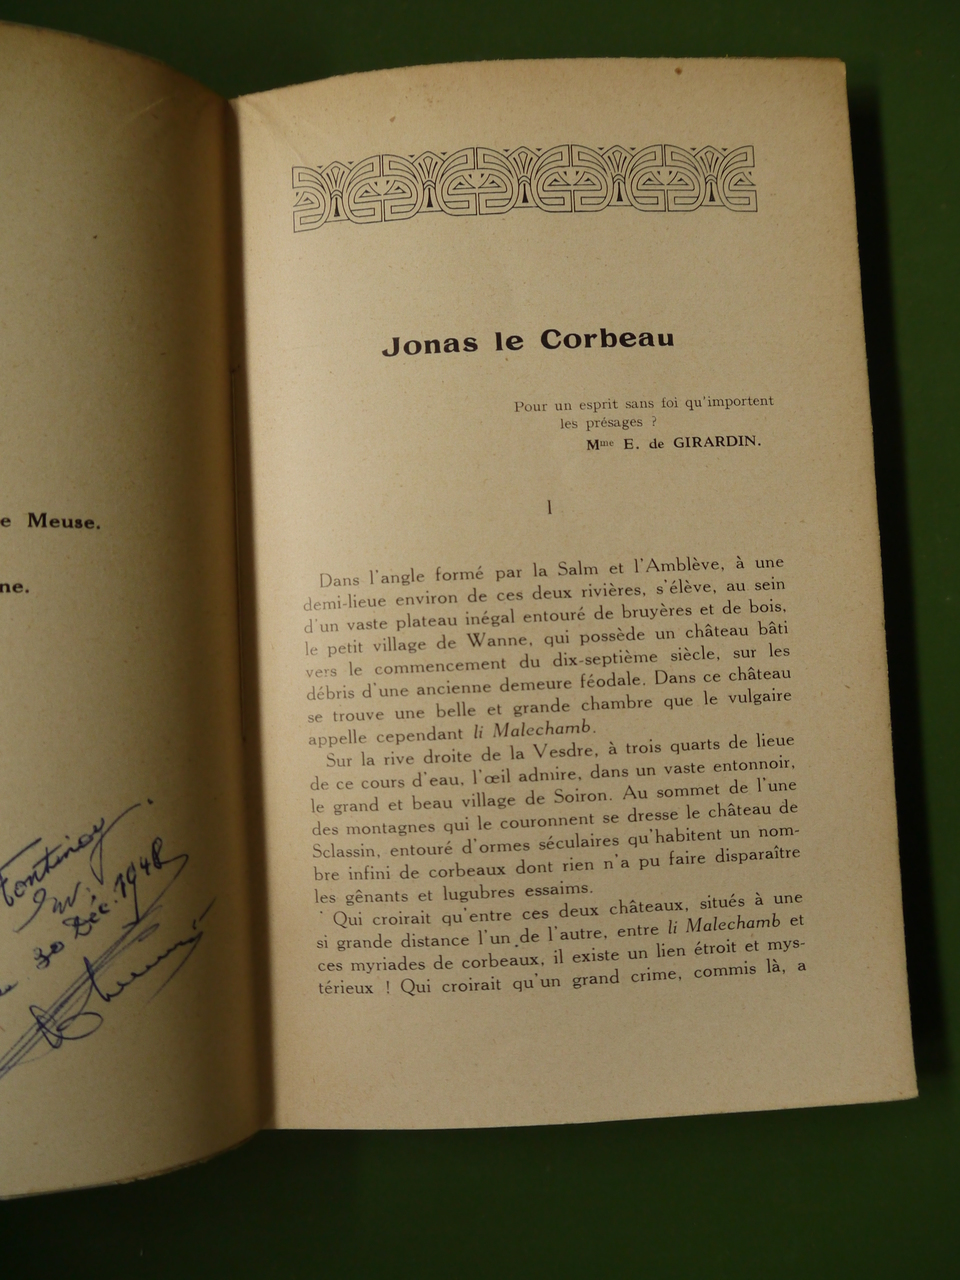 e Meuse.
ne.
Fontinoy
Inv.
30 Déc. 1948
Jonas le Corbeau
Pour un esprit sans foi qu'importent
les présages ?
Mme E. de GIRARDIN.
I
Dans l'angle formé par la Salm et l'Amblève, à une
demi-lieue environ de ces deux rivières, s'élève, au sein
d'un vaste plateau inégal entouré de bruyères et de bois,
le petit village de Wanne, qui possède un château bâti
vers le commencement du dix-septième siècle, sur les
débris d'une ancienne demeure féodale. Dans ce château
se trouve une belle et grande chambre que le vulgaire
appelle cependant li Malechamb.
Sur la rive droite de la Vesdre, à trois quarts de lieue
de ce cours d'eau, l'œil admire, dans un vaste entonnoir,
le grand et beau village de Soiron. Au sommet de l'une
des montagnes qui le couronnent se dresse le château de
Sclassin, entouré d'ormes séculaires qu'habitent un nom-
bre infini de corbeaux dont rien n'a pu faire disparaître
les gênants et lugubres essaims.
Qui croirait qu'entre ces deux châteaux, situés à une
si grande distance l'un de l'autre, entre li Malechamb et
ces myriades de corbeaux, il existe un lien étroit et mys-
térieux ! Qui croirait qu'un grand crime, commis là, a